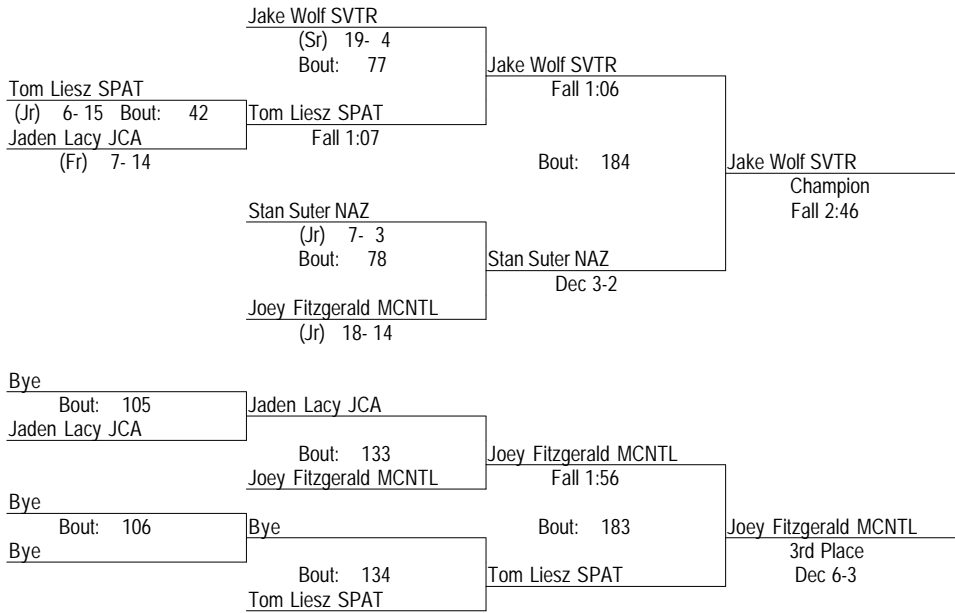 Jake Wolf SVTR
(Sr) 19- 4
Bout: 77
Jake Wolf SVTR
Fall 1:06
Tom Liesz SPAT
(Jr) 6- 15 Bout: 42
Tom Liesz SPAT
Fall 1:07
Jaden Lacy JCA
(Fr) 7- 14
Bout: 184
Jake Wolf SVTR
Champion
Fall 2:46
Stan Suter NAZ
(Jr) 7- 3
Bout: 78
Stan Suter NAZ
Dec 3-2
Joey Fitzgerald MCNTL
(Jr) 18- 14
Bye
Bout: 105
Jaden Lacy JCA
Jaden Lacy JCA
Bout: 133
Joey Fitzgerald MCNTL
Fall 1:56
Joey Fitzgerald MCNTL
Bye
Bout: 106
Bye
Bye
Bout: 183
Joey Fitzgerald MCNTL
3rd Place
Dec 6-3
Bout: 134
Tom Liesz SPAT
Tom Liesz SPAT